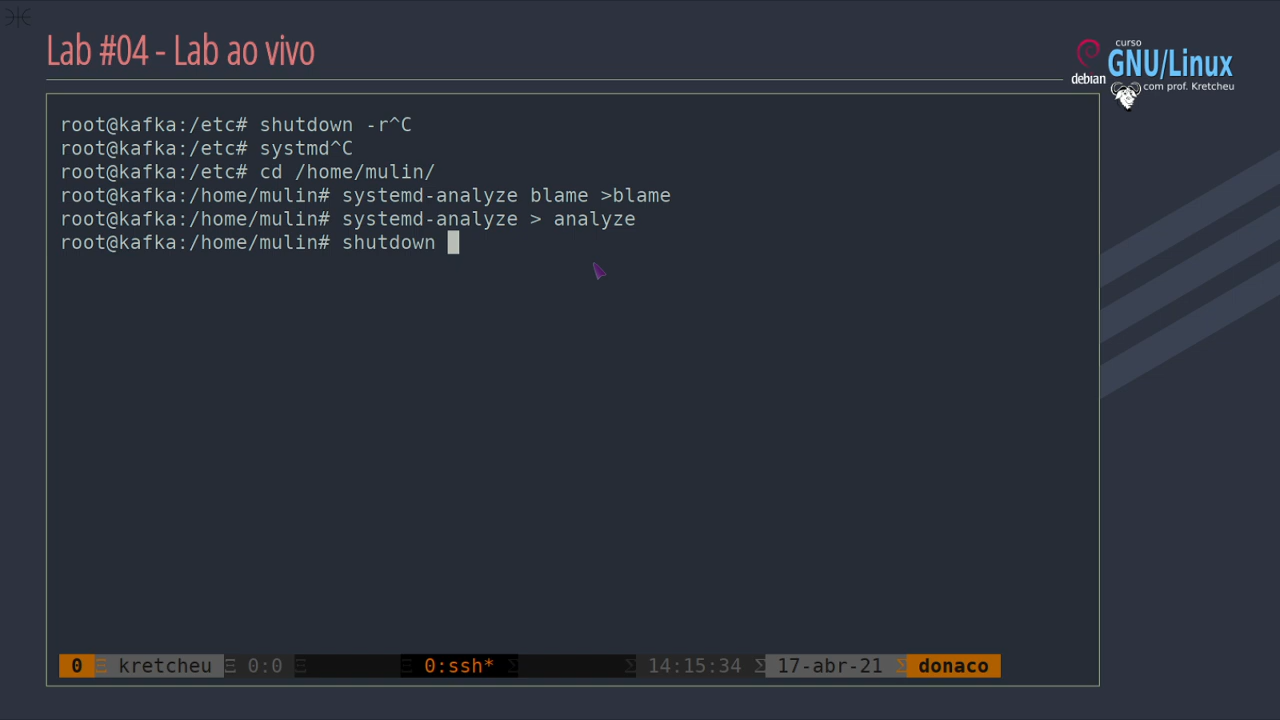 Lab #04 - Lab ao vivo
debian
curso
GNU/Linux
com prof. Kretcheu
root@kafka:/etc# shutdown -r^C
root@kafka:/etc# systmd^C
root@kafka:/etc# cd /home/mulin/
root@kafka:/home/mulin# systemd-analyze blame >blame
root@kafka:/home/mulin# systemd-analyze > analyze
root@kafka:/home/mulin# shutdown
0 Ξ kretcheu Ξ 0:0 Ξ Ξ 0:ssh* Σ Σ 14:15:34 Σ 17-abr-21 Σ donaco